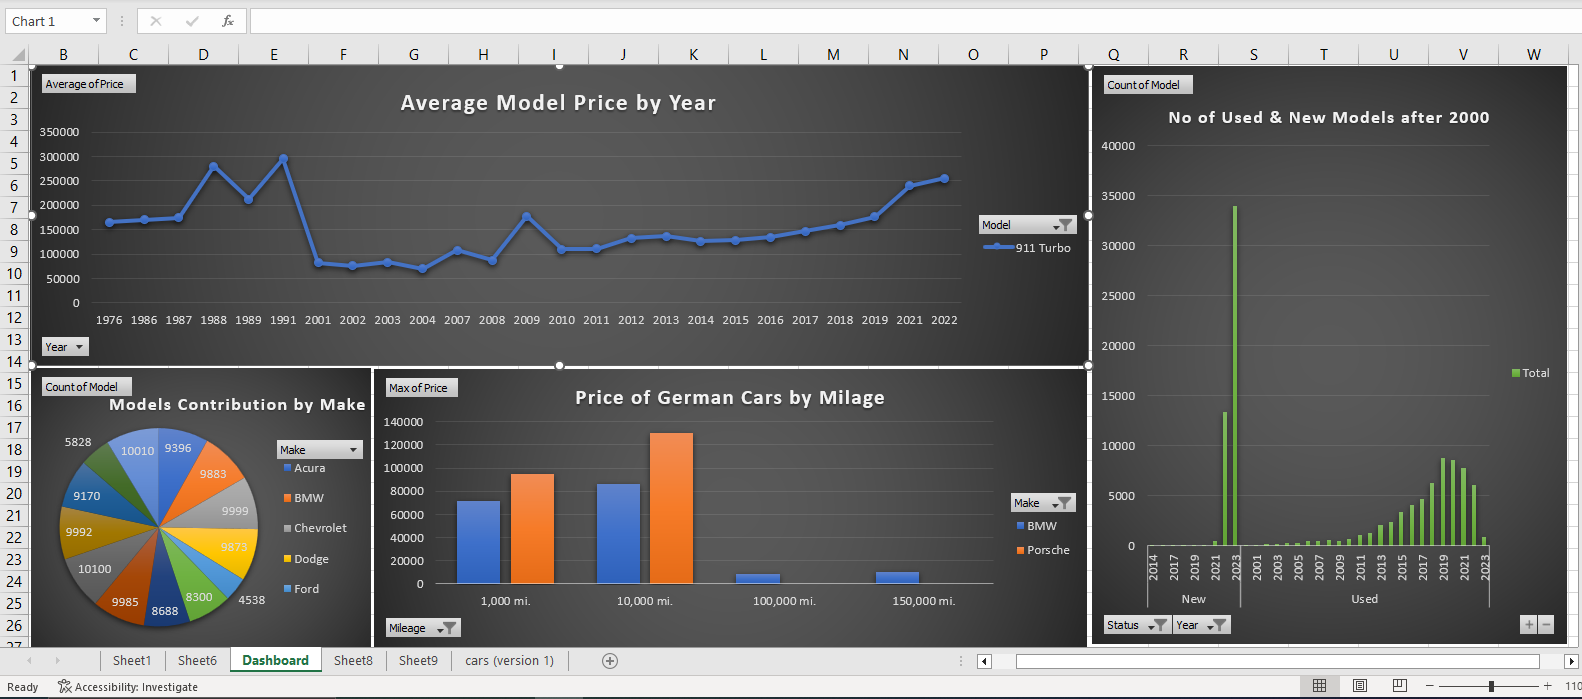 Chart 1
fx
B C D E F G H I J K L M N O P Q R S T U V W
1
2
3
4
5
6
7
8
9
10
11
12
13
14
15
16
17
18
19
20
21
22
23
24
25
26
27
Average of Price
Average Model Price by Year
350000
300000
250000
200000
150000
100000
50000
0
1976 1986 1987 1988 1989 1991 2001 2002 2003 2004 2007 2008 2009 2010 2011 2012 2013 2014 2015 2016 2017 2018 2019 2021 2022
Model
911 Turbo
Year
Count of Model
No of Used & New Models after 2000
40000
35000
30000
25000
20000
15000
10000
5000
0
2014 2017 2019 2021 2023 2001 2003 2005 2007 2009 2011 2013 2015 2017 2019 2021 2023
New Used
Total
Status Year
+ −
Count of Model
Models Contribution by Make
10010 9396
5828
9883
9170
9999
9992
9873
10100
4538
9985
8688
8300
Make
Acura
BMW
Chevrolet
Dodge
Ford
Max of Price
Price of German Cars by Milage
140000
120000
100000
80000
60000
40000
20000
0
1,000 mi. 10,000 mi. 100,000 mi. 150,000 mi.
Make
BMW
Porsche
Mileage
Sheet1 Sheet6 Dashboard Sheet8 Sheet9 cars (version 1)
Ready Accessibility: Investigate
110